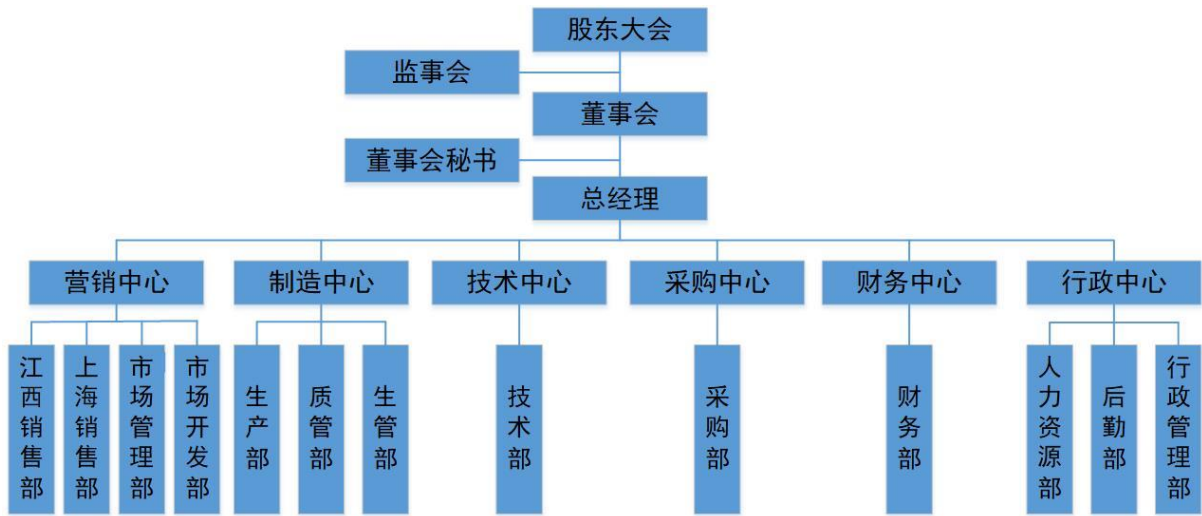 股东大会
监事会
董事会
董事会秘书
总经理
营销中心
制造中心
技术中心
采购中心
财务中心
行政中心
江西销售部
上海销售部
市场管理部
市场开发部
生产部
质管部
生管部
技术部
采购部
财务部
人力资源部
后勤部
行政管理部